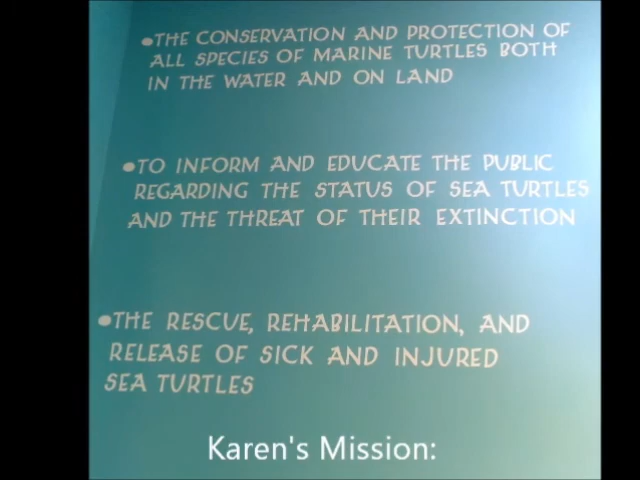 •THE CONSERVATION AND PROTECTION OF
ALL SPECIES OF MARINE TURTLES BOTH
IN THE WATER AND ON LAND
•TO INFORM AND EDUCATE THE PUBLIC
REGARDING THE STATUS OF SEA TURTLES
AND THE THREAT OF THEIR EXTINCTION
•THE RESCUE, REHABILITATION, AND
RELEASE OF SICK AND INJURED
SEA TURTLES
Karen's Mission: